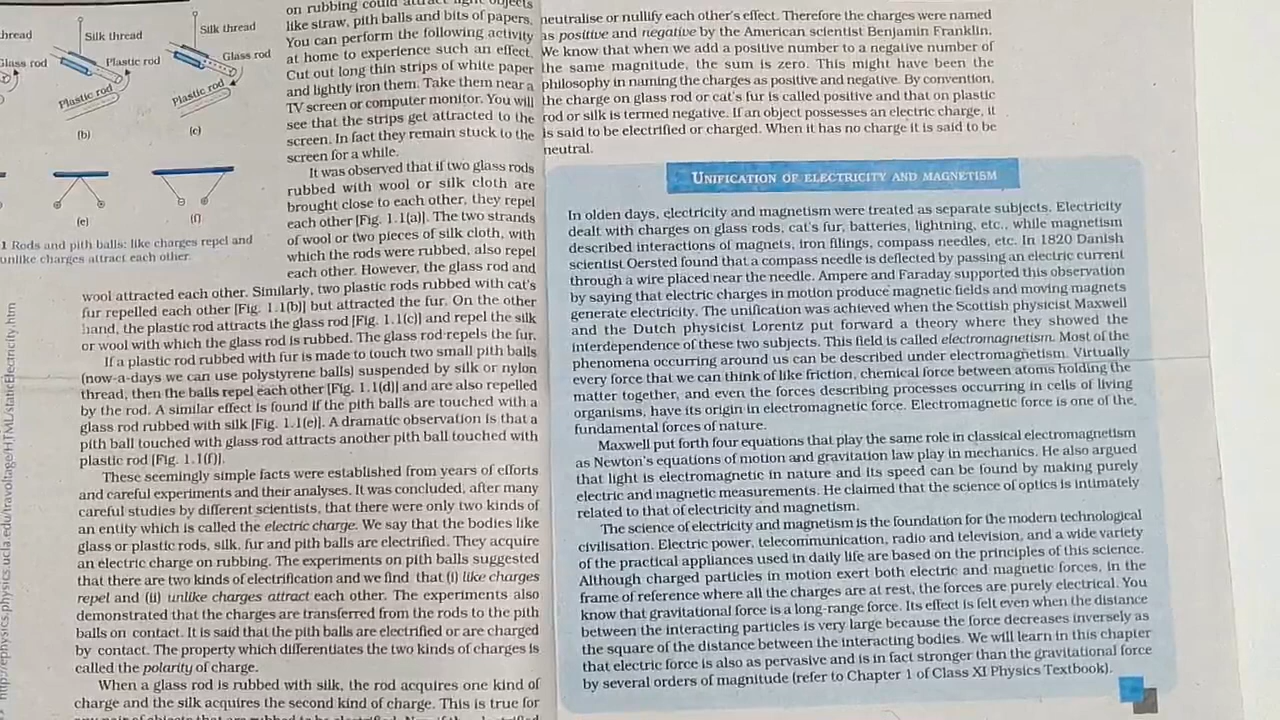 hread
Silk thread
Silk thread
Glass rod
Plastic rod
Glass rod
Plastic rod
Plastic rod
(b)
(c)
(e)
(f)
1 Rods and pith balls: like charges repel and
unlike charges attract each other.
http://ephysics.physics.ucla.edu/travoltage/HTML/staticElectricity.htm
on rubbing could attract light objects
like straw, pith balls and bits of papers.
You can perform the following activity
at home to experience such an effect.
Cut out long thin strips of white paper
and lightly iron them. Take them near a
TV screen or computer monitor. You will
see that the strips get attracted to the
screen. In fact they remain stuck to the
screen for a while.
It was observed that if two glass rods
rubbed with wool or silk cloth are
brought close to each other, they repel
each other [Fig. 1.1(a)]. The two strands
of wool or two pieces of silk cloth, with
which the rods were rubbed, also repel
each other. However, the glass rod and
wool attracted each other. Similarly, two plastic rods rubbed with cat's
fur repelled each other [Fig. 1.1(b)] but attracted the fur. On the other
hand, the plastic rod attracts the glass rod [Fig. 1.1(c)] and repel the silk
or wool with which the glass rod is rubbed. The glass rod repels the fur.
If a plastic rod rubbed with fur is made to touch two small pith balls
(now-a-days we can use polystyrene balls) suspended by silk or nylon
thread, then the balls repel each other [Fig. 1.1(d)] and are also repelled
by the rod. A similar effect is found if the pith balls are touched with a
glass rod rubbed with silk [Fig. 1.1(e)]. A dramatic observation is that a
pith ball touched with glass rod attracts another pith ball touched with
plastic rod [Fig. 1.1(f)].
These seemingly simple facts were established from years of efforts
and careful experiments and their analyses. It was concluded, after many
careful studies by different scientists, that there were only two kinds of
an entity which is called the electric charge. We say that the bodies like
glass or plastic rods, silk, fur and pith balls are electrified. They acquire
an electric charge on rubbing. The experiments on pith balls suggested
that there are two kinds of electrification and we find that (i) like charges
repel and (ii) unlike charges attract each other. The experiments also
demonstrated that the charges are transferred from the rods to the pith
balls on contact. It is said that the pith balls are electrified or are charged
by contact. The property which differentiates the two kinds of charges is
called the polarity of charge.
When a glass rod is rubbed with silk, the rod acquires one kind of
charge and the silk acquires the second kind of charge. This is true for
neutralise or nullify each other's effect. Therefore the charges were named
as positive and negative by the American scientist Benjamin Franklin.
We know that when we add a positive number to a negative number of
the same magnitude, the sum is zero. This might have been the
philosophy in naming the charges as positive and negative. By convention,
the charge on glass rod or cat's fur is called positive and that on plastic
rod or silk is termed negative. If an object possesses an electric charge, it
is said to be electrified or charged. When it has no charge it is said to be
neutral.
UNIFICATION OF ELECTRICITY AND MAGNETISM
In olden days, electricity and magnetism were treated as separate subjects. Electricity
dealt with charges on glass rods, cat's fur, batteries, lightning, etc., while magnetism
described interactions of magnets, iron filings, compass needles, etc. In 1820 Danish
scientist Oersted found that a compass needle is deflected by passing an electric current
through a wire placed near the needle. Ampere and Faraday supported this observation
by saying that electric charges in motion produce magnetic fields and moving magnets
generate electricity. The unification was achieved when the Scottish physicist Maxwell
and the Dutch physicist Lorentz put forward a theory where they showed the
interdependence of these two subjects. This field is called electromagnetism. Most of the
phenomena occurring around us can be described under electromagnetism. Virtually
every force that we can think of like friction, chemical force between atoms holding the
matter together, and even the forces describing processes occurring in cells of living
organisms, have its origin in electromagnetic force. Electromagnetic force is one of the
fundamental forces of nature.
Maxwell put forth four equations that play the same role in classical electromagnetism
as Newton's equations of motion and gravitation law play in mechanics. He also argued
that light is electromagnetic in nature and its speed can be found by making purely
electric and magnetic measurements. He claimed that the science of optics is intimately
related to that of electricity and magnetism.
The science of electricity and magnetism is the foundation for the modern technological
civilisation. Electric power, telecommunication, radio and television, and a wide variety
of the practical appliances used in daily life are based on the principles of this science.
Although charged particles in motion exert both electric and magnetic forces, in the
frame of reference where all the charges are at rest, the forces are purely electrical. You
know that gravitational force is a long-range force. Its effect is felt even when the distance
between the interacting particles is very large because the force decreases inversely as
the square of the distance between the interacting bodies. We will learn in this chapter
that electric force is also as pervasive and is in fact stronger than the gravitational force
by several orders of magnitude (refer to Chapter 1 of Class XI Physics Textbook).